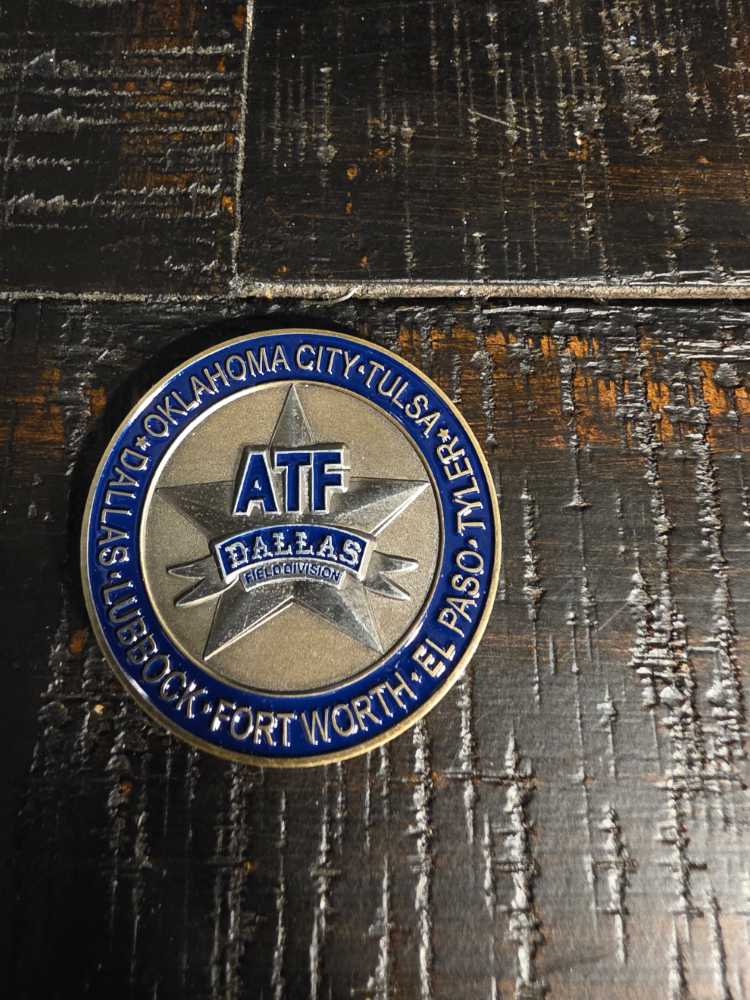 ★OKLAHOMA CITY•TULSA★
DALLAS•LUBBOCK•FORT WORTH•EL PASO•TYLER
ATF
DALLAS
FIELD DIVISION